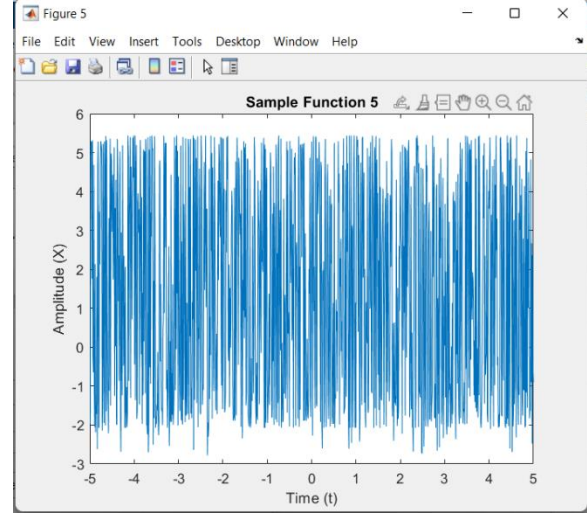 Figure 5
File Edit View Insert Tools Desktop Window Help
Sample Function 5
6
5
4
3
2
1
0
-1
-2
-3
Amplitude (X)
-5 -4 -3 -2 -1 0 1 2 3 4 5
Time (t)